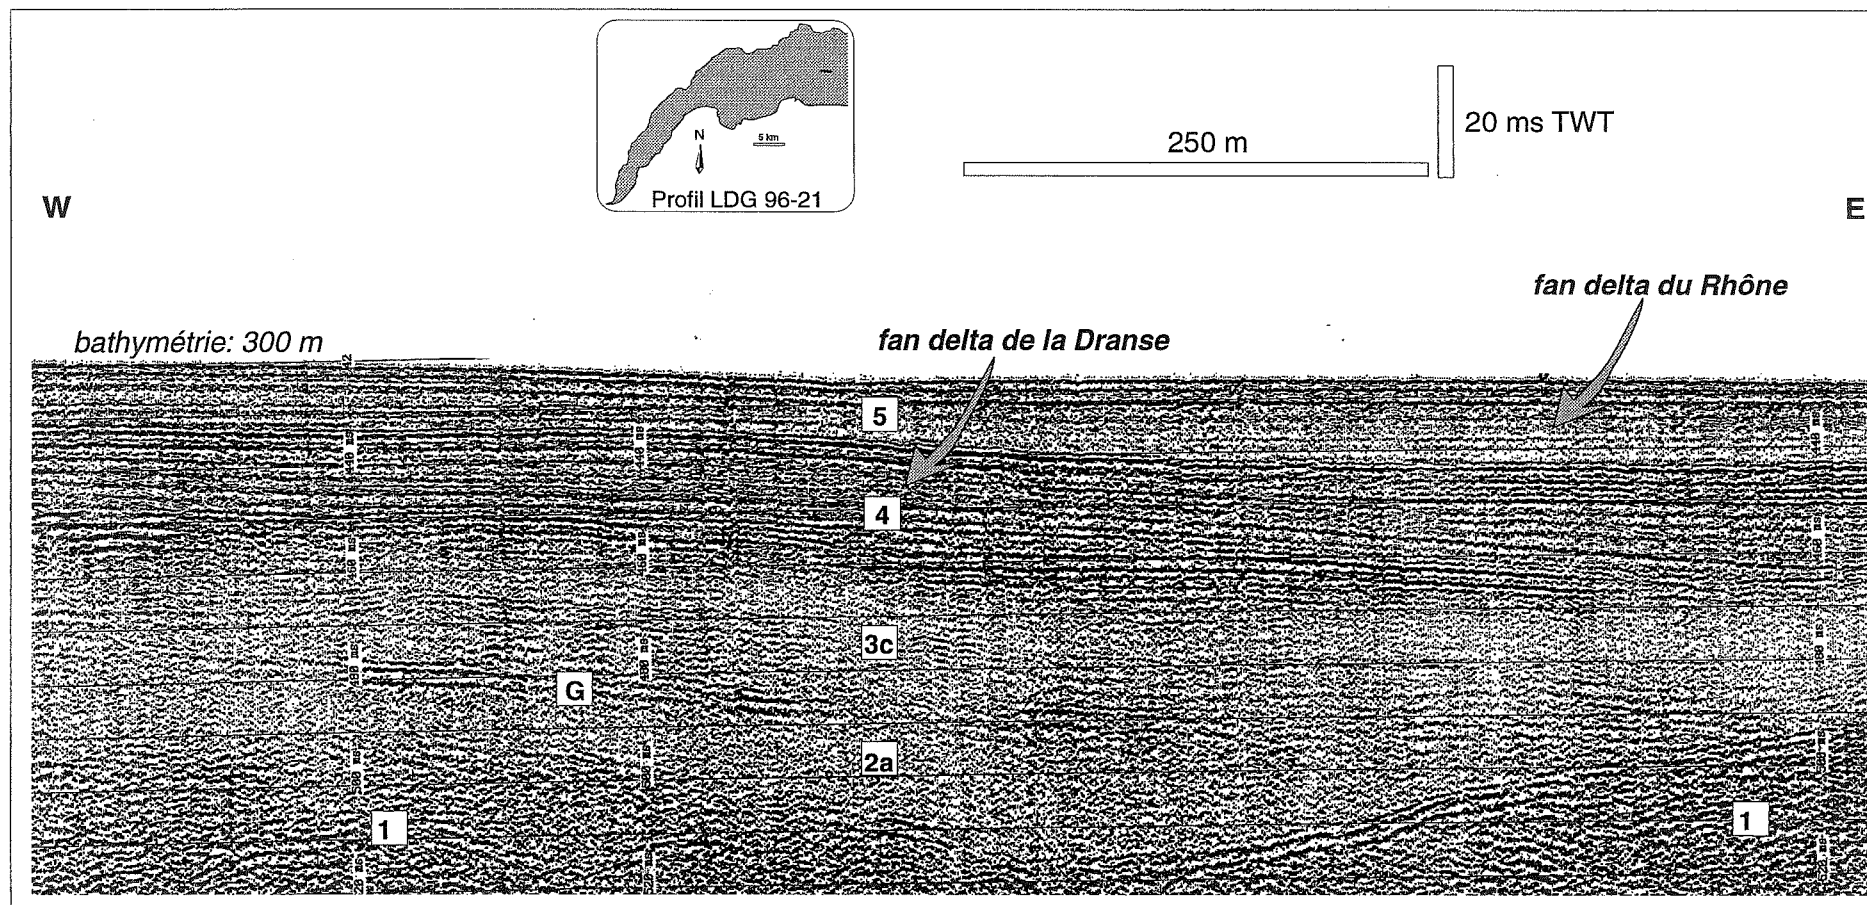 N
5 km
Profil LDG 96-21
250 m
20 ms TWT
W
E
fan delta du Rhône
bathymétrie: 300 m
fan delta de la Dranse
5
4
3c
G
2a
1
1